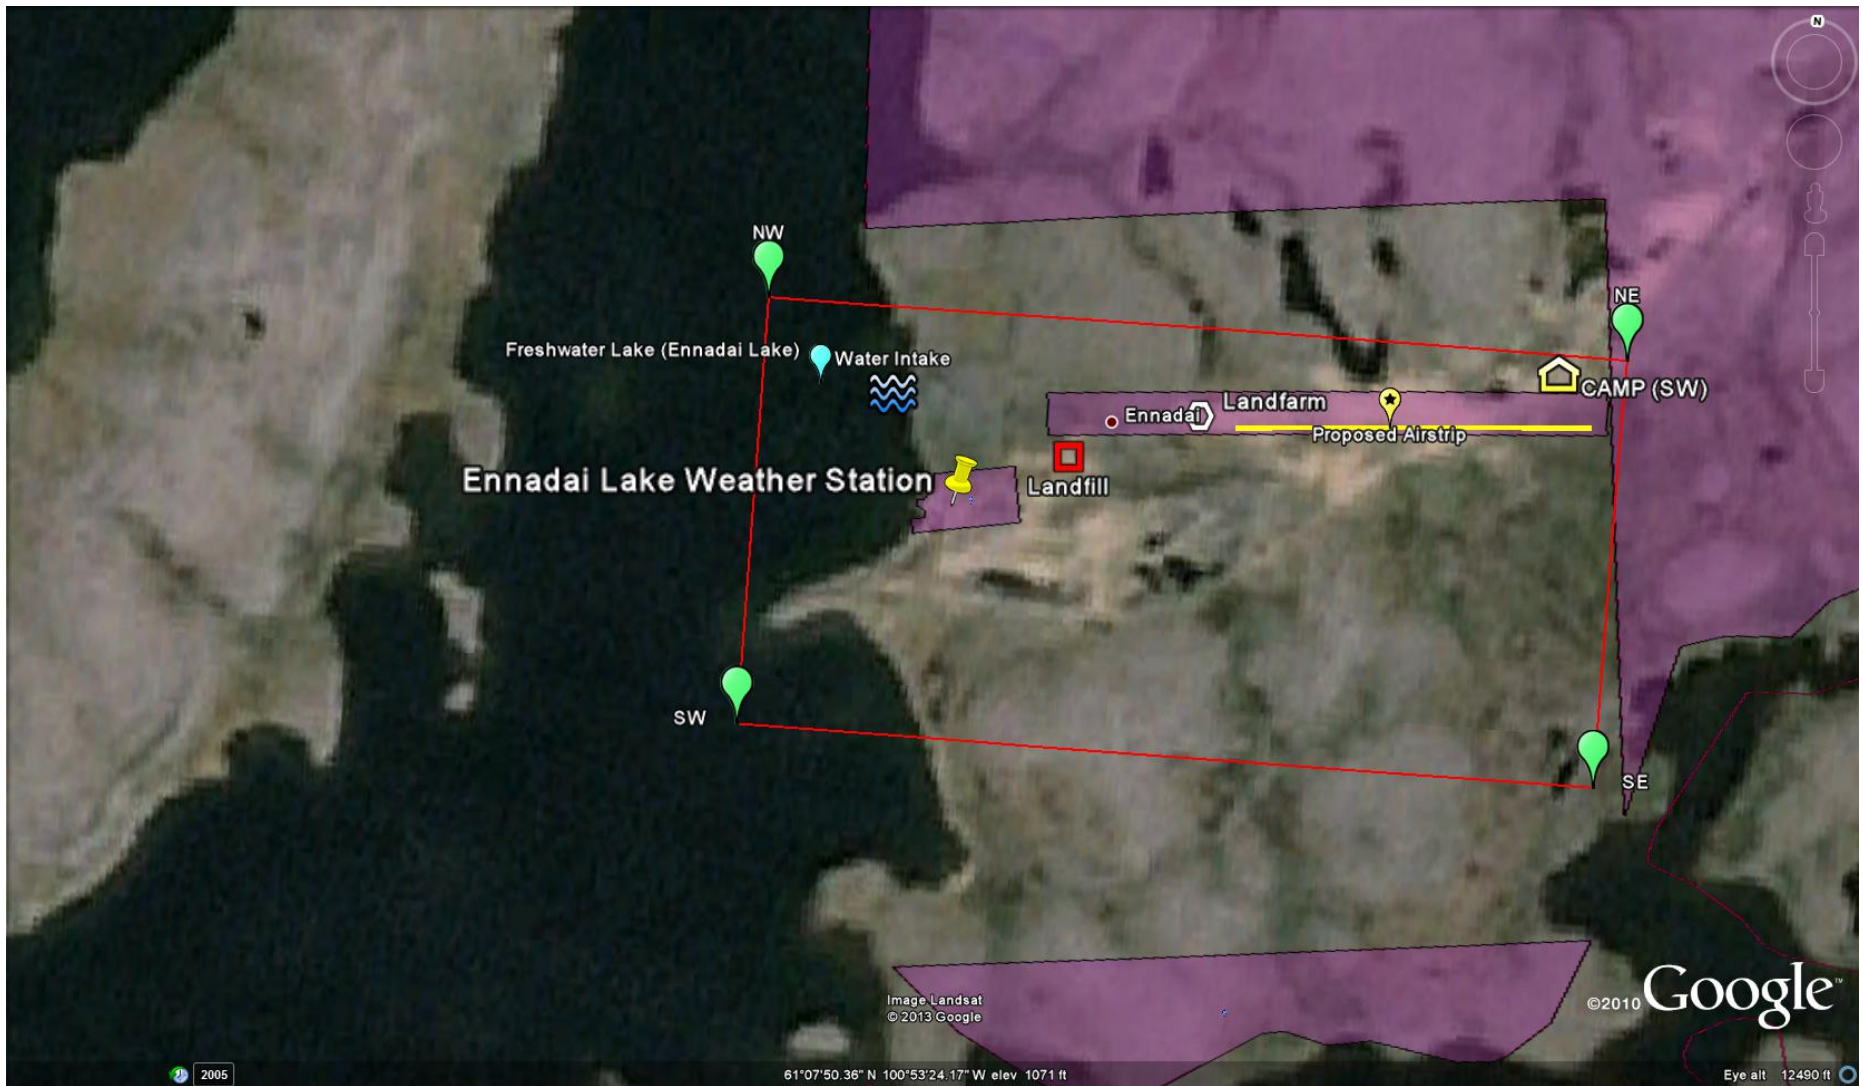 N
NW
NE
Freshwater Lake (Ennadai Lake)
Water Intake
CAMP (SW)
Landfarm
Ennadai
Proposed Airstrip
Ennadai Lake Weather Station
Landfill
SW
SE
Image Landsat
© 2013 Google
©2010 Google™
2005
61°07'50.36" N 100°53'24.17" W elev 1071 ft
Eye alt 12490 ft